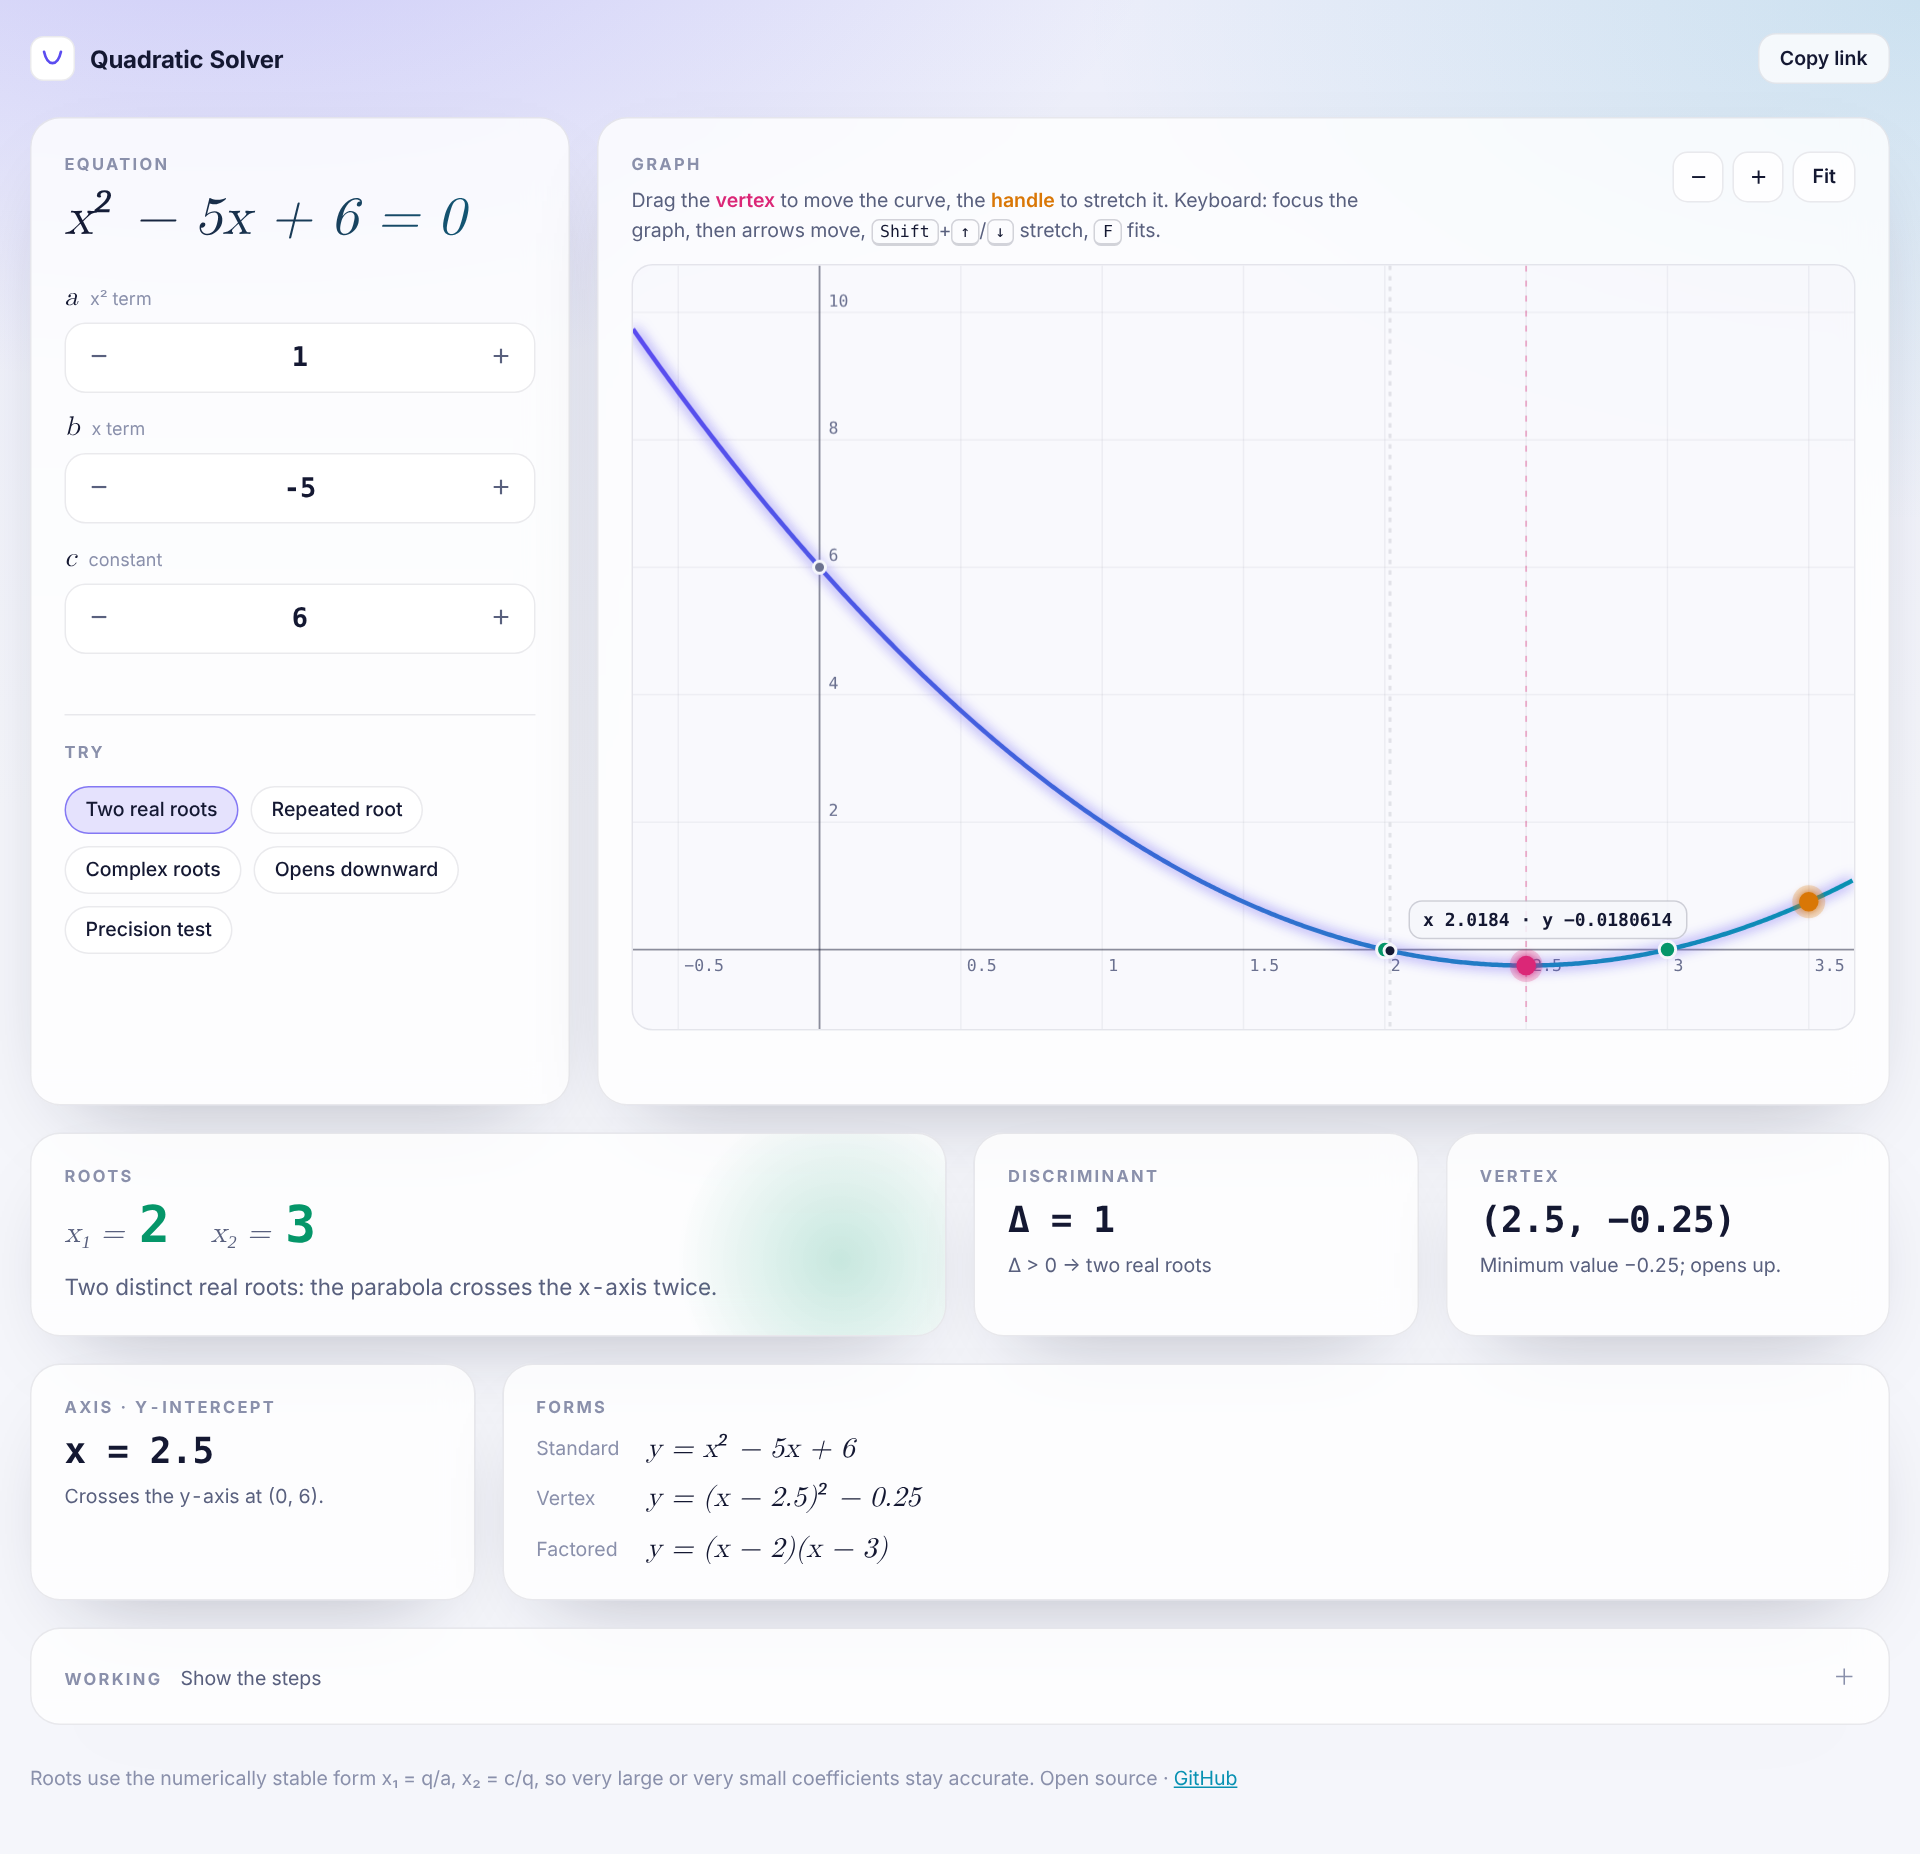 Quadratic Solver
Copy link
EQUATION
x² − 5x + 6 = 0
a x² term
− 1 +
b x term
− -5 +
c constant
− 6 +
TRY
Two real roots
Repeated root
Complex roots
Opens downward
Precision test
GRAPH
Drag the vertex to move the curve, the handle to stretch it. Keyboard: focus the
graph, then arrows move, Shift+↑/↓ stretch, F fits.
− + Fit
10
8
6
4
2
x 2.0184 · y −0.0180614
−0.5 0.5 1 1.5 2 2.5 3 3.5
ROOTS
x₁ = 2 x₂ = 3
Two distinct real roots: the parabola crosses the x-axis twice.
DISCRIMINANT
Δ = 1
Δ > 0 → two real roots
VERTEX
(2.5, −0.25)
Minimum value −0.25; opens up.
AXIS · Y-INTERCEPT
x = 2.5
Crosses the y-axis at (0, 6).
FORMS
Standard y = x² − 5x + 6
Vertex y = (x − 2.5)² − 0.25
Factored y = (x − 2)(x − 3)
WORKING Show the steps +
Roots use the numerically stable form x₁ = q/a, x₂ = c/q, so very large or very small coefficients stay accurate. Open source · GitHub